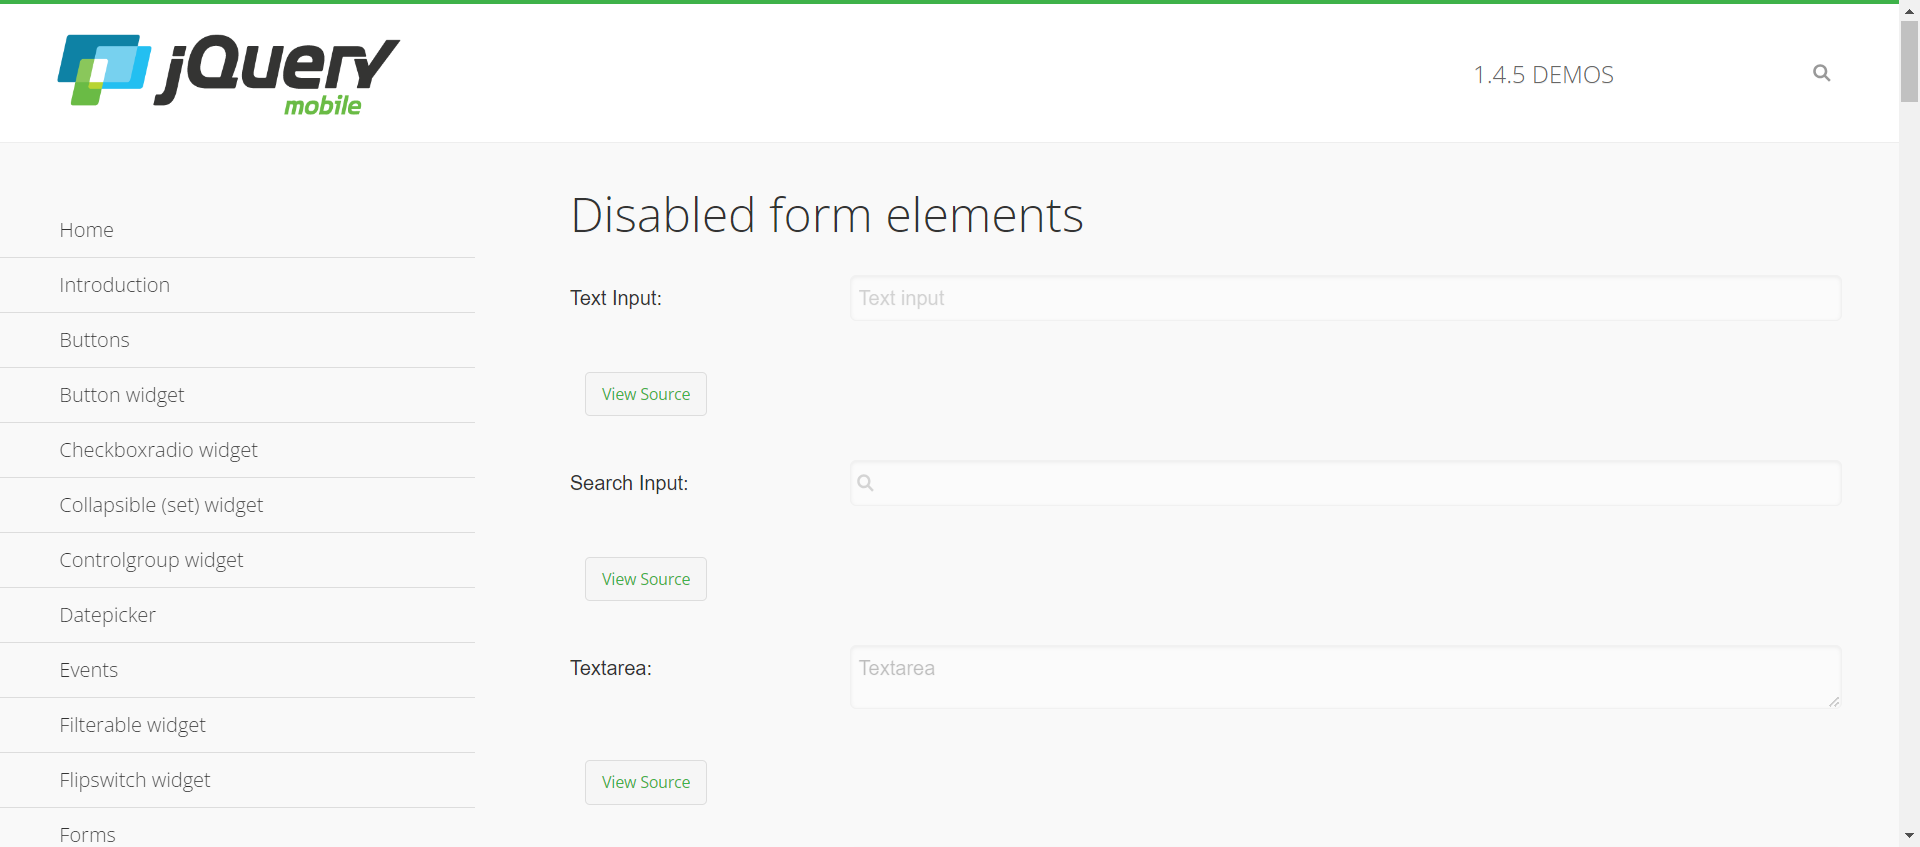 jQuery
mobile
1.4.5 DEMOS
Home
Introduction
Buttons
Button widget
Checkboxradio widget
Collapsible (set) widget
Controlgroup widget
Datepicker
Events
Filterable widget
Flipswitch widget
Forms
Disabled form elements
Text Input:
Text input
View Source
Search Input:
View Source
Textarea:
Textarea
View Source